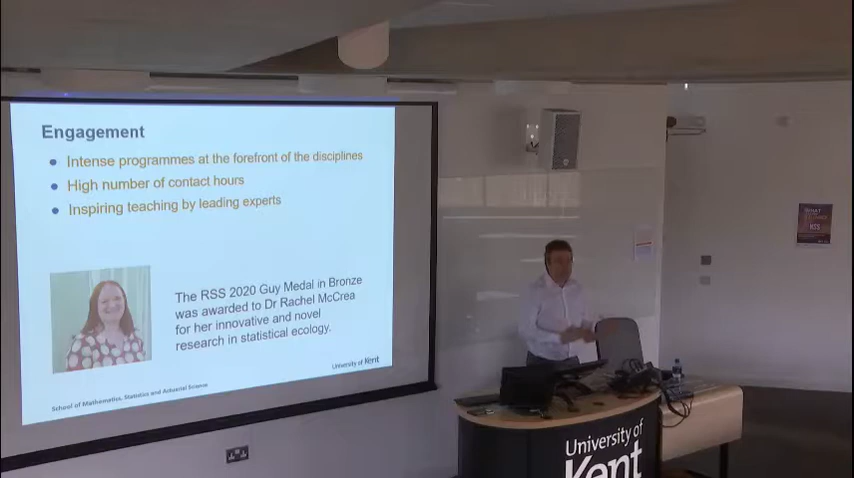 Engagement
Intense programmes at the forefront of the disciplines
High number of contact hours
Inspiring teaching by leading experts
The RSS 2020 Guy Medal in Bronze
was awarded to Dr Rachel McCrea
for her innovative and novel
research in statistical ecology.
University of Kent
School of Mathematics, Statistics and Actuarial Science
University of
Kent